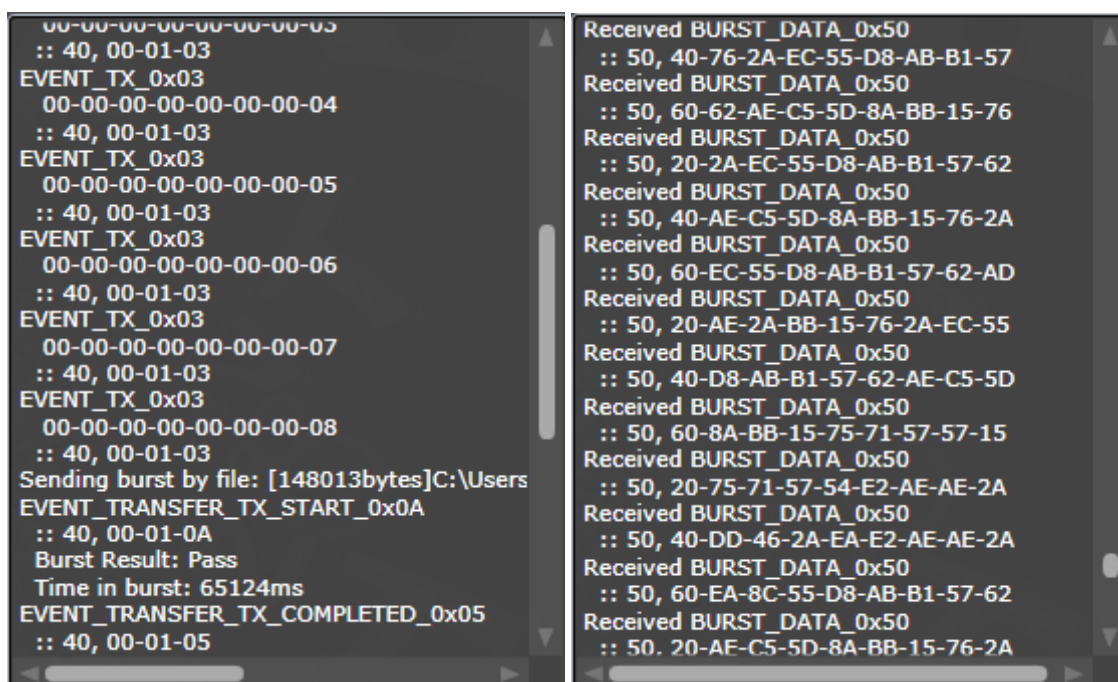 00-00-00-00-00-00-00-03
:: 40, 00-01-03
EVENT_TX_0x03
00-00-00-00-00-00-00-04
:: 40, 00-01-03
EVENT_TX_0x03
00-00-00-00-00-00-00-05
:: 40, 00-01-03
EVENT_TX_0x03
00-00-00-00-00-00-00-06
:: 40, 00-01-03
EVENT_TX_0x03
00-00-00-00-00-00-00-07
:: 40, 00-01-03
EVENT_TX_0x03
00-00-00-00-00-00-00-08
:: 40, 00-01-03
Sending burst by file: [148013bytes]C:\Users
EVENT_TRANSFER_TX_START_0x0A
:: 40, 00-01-0A
Burst Result: Pass
Time in burst: 65124ms
EVENT_TRANSFER_TX_COMPLETED_0x05
:: 40, 00-01-05
Received BURST_DATA_0x50
:: 50, 40-76-2A-EC-55-D8-AB-B1-57
Received BURST_DATA_0x50
:: 50, 60-62-AE-C5-5D-8A-BB-15-76
Received BURST_DATA_0x50
:: 50, 20-2A-EC-55-D8-AB-B1-57-62
Received BURST_DATA_0x50
:: 50, 40-AE-C5-5D-8A-BB-15-76-2A
Received BURST_DATA_0x50
:: 50, 60-EC-55-D8-AB-B1-57-62-AD
Received BURST_DATA_0x50
:: 50, 20-AE-2A-BB-15-76-2A-EC-55
Received BURST_DATA_0x50
:: 50, 40-D8-AB-B1-57-62-AE-C5-5D
Received BURST_DATA_0x50
:: 50, 60-8A-BB-15-75-71-57-57-15
Received BURST_DATA_0x50
:: 50, 20-75-71-57-54-E2-AE-AE-2A
Received BURST_DATA_0x50
:: 50, 40-DD-46-2A-EA-E2-AE-AE-2A
Received BURST_DATA_0x50
:: 50, 60-EA-8C-55-D8-AB-B1-57-62
Received BURST_DATA_0x50
:: 50, 20-AE-C5-5D-8A-BB-15-76-2A